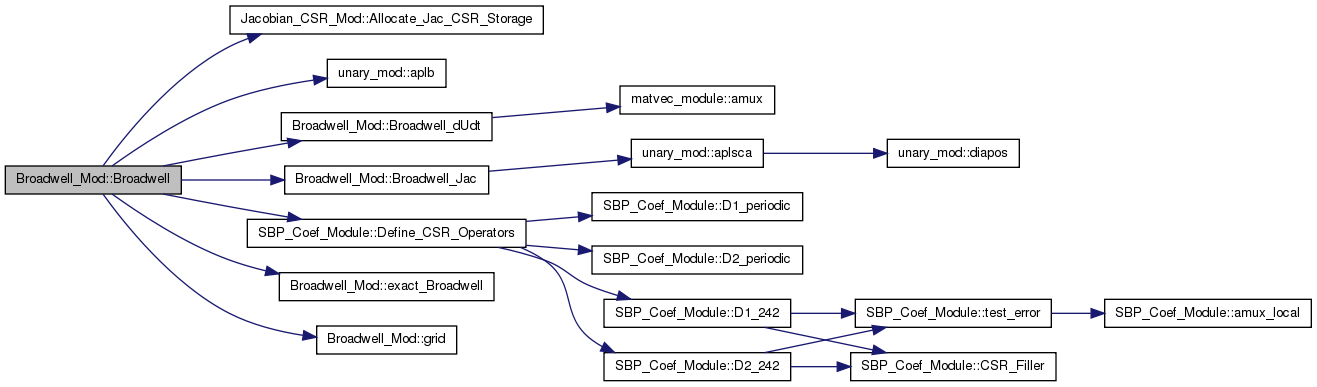 Jacobian_CSR_Mod::Allocate_Jac_CSR_Storage
unary_mod::aplb
matvec_module::amux
Broadwell_Mod::Broadwell_dUdt
unary_mod::aplsca
unary_mod::diapos
Broadwell_Mod::Broadwell
Broadwell_Mod::Broadwell_Jac
SBP_Coef_Module::D1_periodic
SBP_Coef_Module::Define_CSR_Operators
SBP_Coef_Module::D2_periodic
Broadwell_Mod::exact_Broadwell
SBP_Coef_Module::D1_242
SBP_Coef_Module::test_error
SBP_Coef_Module::amux_local
Broadwell_Mod::grid
SBP_Coef_Module::D2_242
SBP_Coef_Module::CSR_Filler